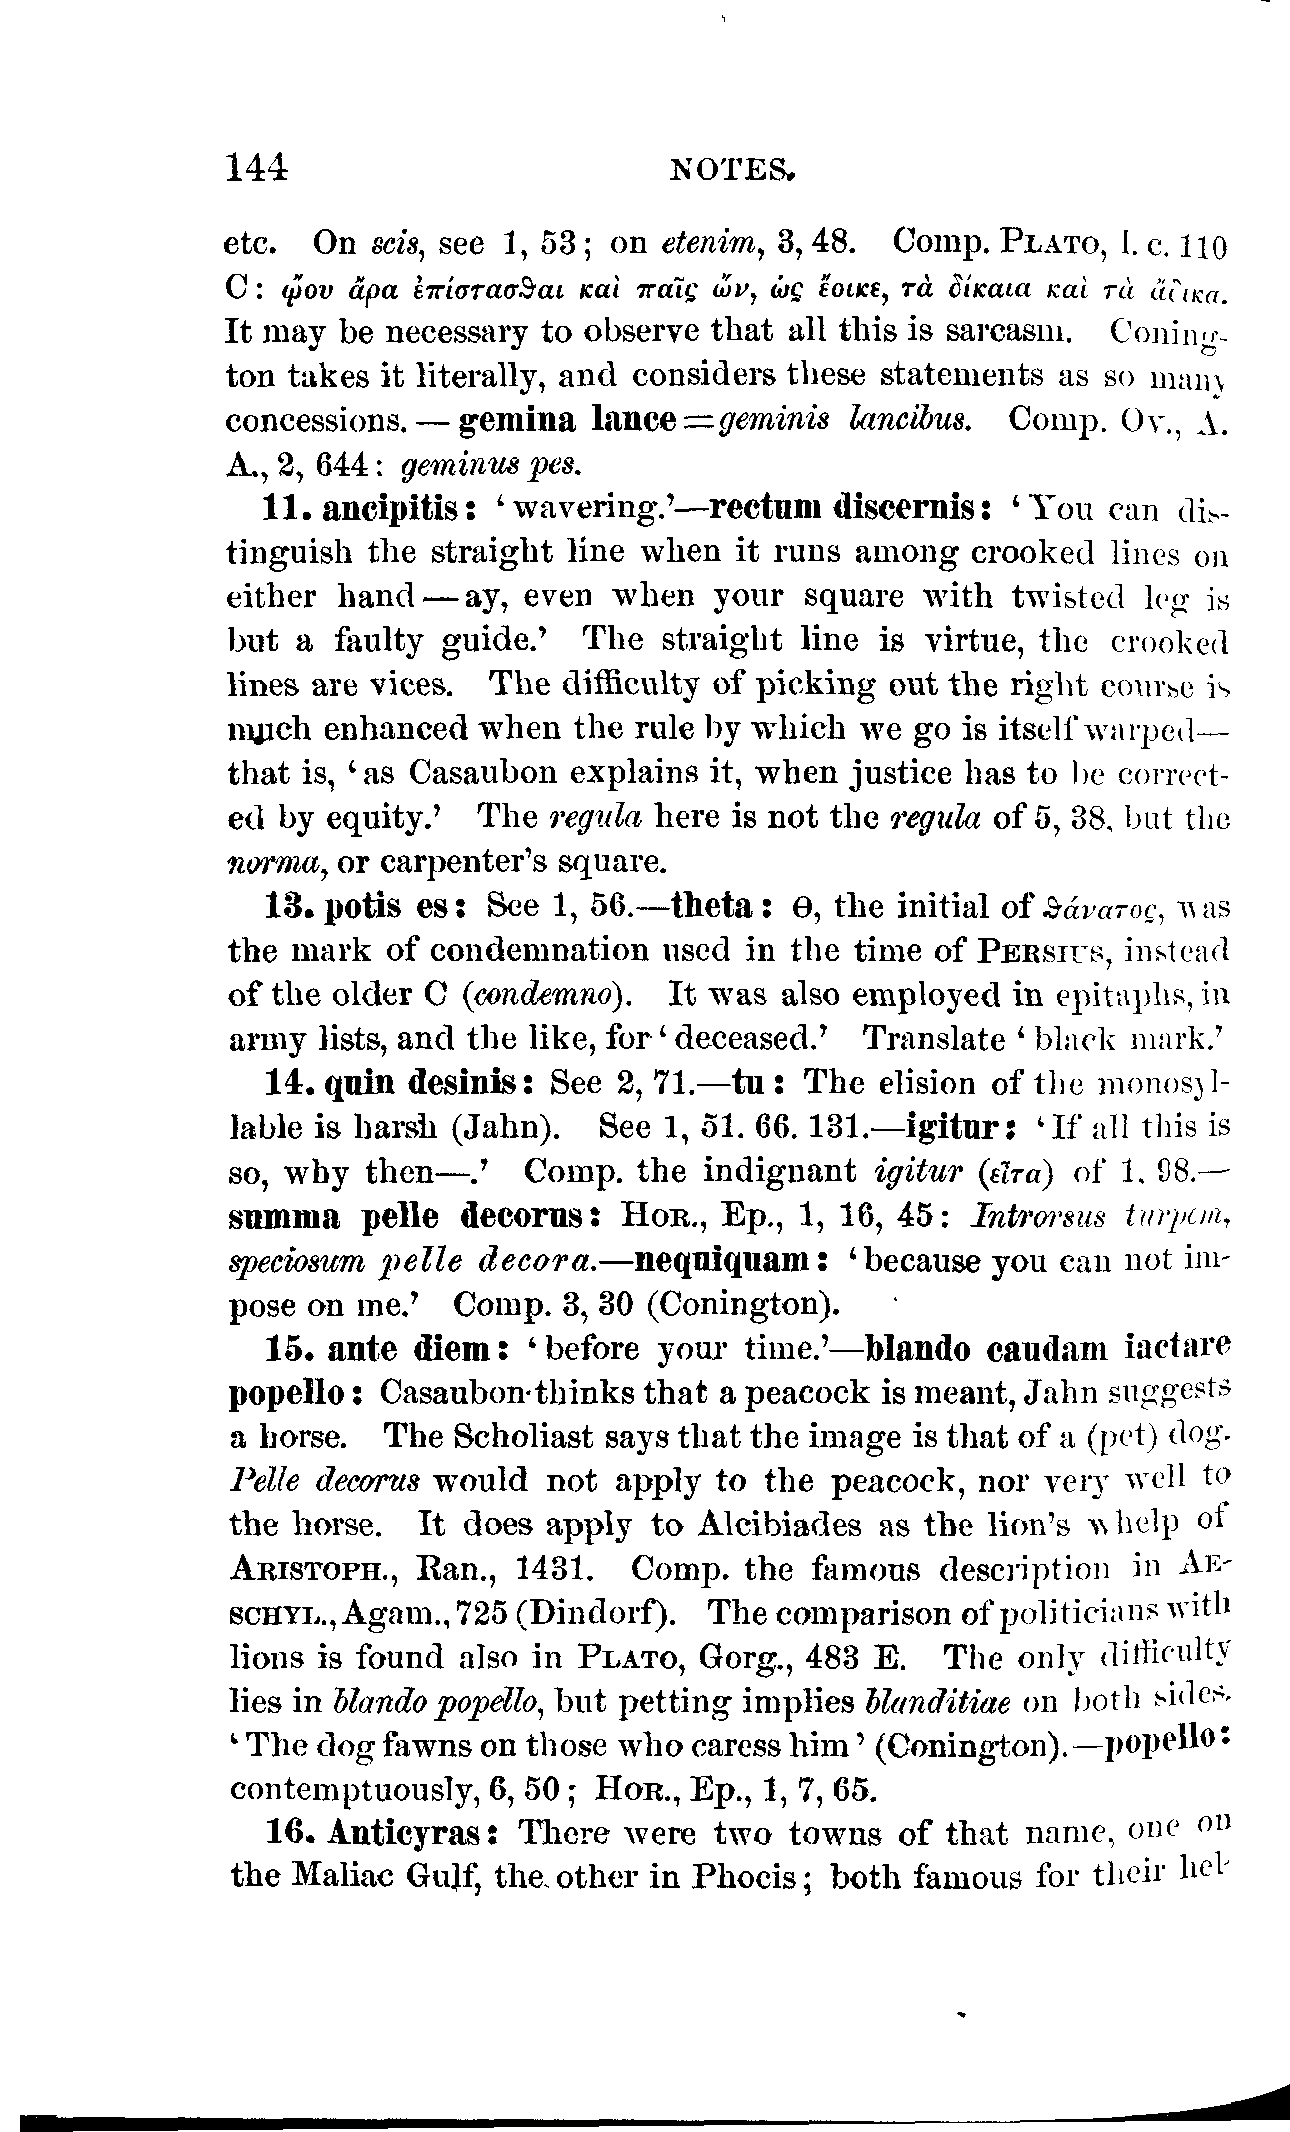 144 NOTES.
etc. On scis, see 1, 53; on etenim, 3, 48. Comp. PLATO, l. c. 110
C: ᾤου ἄρα ἐπίστασϑαι καὶ παῖς ὤν, ὡς ἔοικε, τὰ δίκαια καὶ τὰ ἄδικα.
It may be necessary to observe that all this is sarcasm. Coning-
ton takes it literally, and considers these statements as so many
concessions. — gemina lance = geminis lancibus. Comp. OV., A.
A., 2, 644: geminus pes.
11. ancipitis: ‘wavering.’—rectum discernis: ‘You can dis-
tinguish the straight line when it runs among crooked lines on
either hand — ay, even when your square with twisted leg is
but a faulty guide.’ The straight line is virtue, the crooked
lines are vices. The difficulty of picking out the right course is
much enhanced when the rule by which we go is itself warped—
that is, ‘as Casaubon explains it, when justice has to be correct-
ed by equity.’ The regula here is not the regula of 5, 38, but the
norma, or carpenter's square.
13. potis es: See 1, 56.—theta: Θ, the initial of ϑάνατος, was
the mark of condemnation used in the time of PERSIUS, instead
of the older C (condemno). It was also employed in epitaphs, in
army lists, and the like, for ‘deceased.’ Translate ‘black mark.’
14. quin desinis: See 2, 71.—tu: The elision of the monosyl-
lable is harsh (Jahn). See 1, 51. 66. 131.—igitur: ‘If all this is
so, why then—.’ Comp. the indignant igitur (εἶτα) of 1, 98.—
summa pelle decorus: HOR., Ep., 1, 16, 45: Introrsus turpem,
speciosum pelle decora.—nequiquam: ‘because you can not im-
pose on me.’ Comp. 3, 30 (Conington).
15. ante diem: ‘before your time.’—blando caudam iactare
popello: Casaubon thinks that a peacock is meant, Jahn suggests
a horse. The Scholiast says that the image is that of a (pet) dog.
Pelle decorus would not apply to the peacock, nor very well to
the horse. It does apply to Alcibiades as the lion's whelp of
ARISTOPH., Ran., 1431. Comp. the famous description in AE-
SCHYL., Agam., 725 (Dindorf). The comparison of politicians with
lions is found also in PLATO, Gorg., 483 E. The only difficulty
lies in blando popello, but petting implies blanditiae on both sides.
‘The dog fawns on those who caress him’ (Conington).—popello:
contemptuously, 6, 50; HOR., Ep., 1, 7, 65.
16. Anticyras: There were two towns of that name, one on
the Maliac Gulf, the other in Phocis; both famous for their hel-